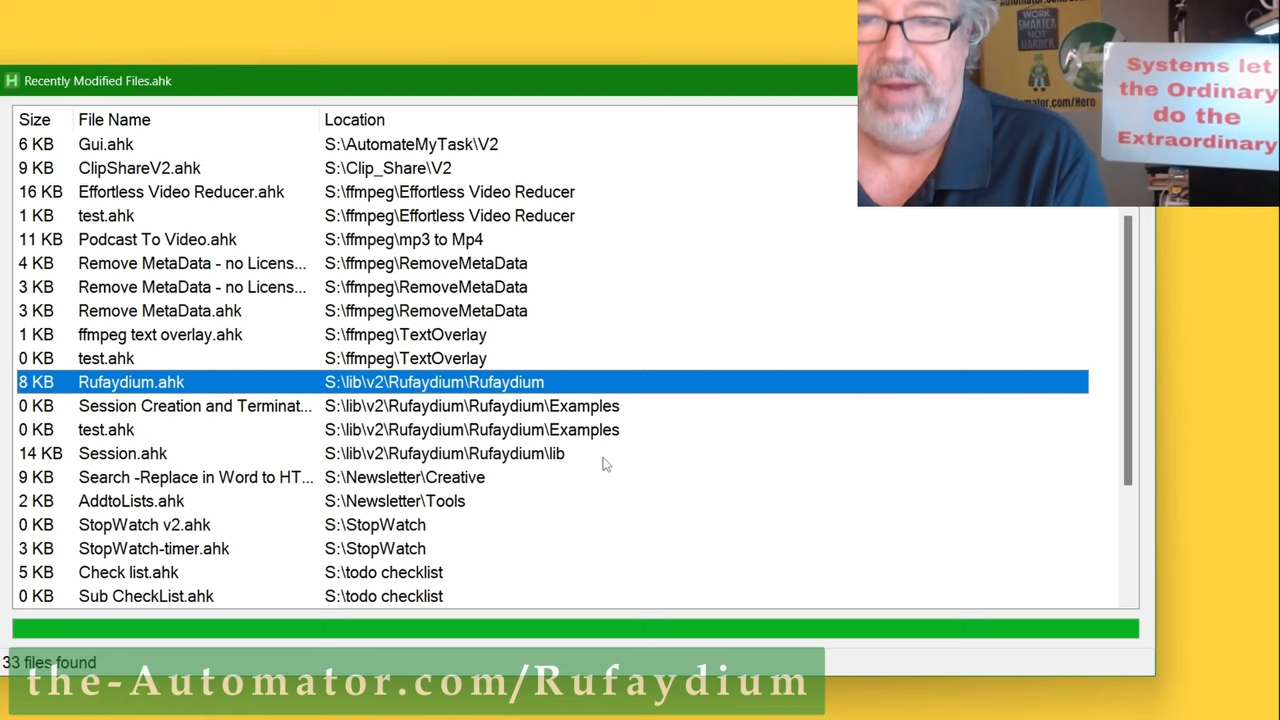 Automator.com
WORK
SMARTER
NOT
HARDER
Automator.com/Hero
Systems let
the Ordinary
do the
Extraordinary
Recently Modified Files.ahk
Size File Name Location
6 KB Gui.ahk S:\AutomateMyTask\V2
9 KB ClipShareV2.ahk S:\Clip_Share\V2
16 KB Effortless Video Reducer.ahk S:\ffmpeg\Effortless Video Reducer
1 KB test.ahk S:\ffmpeg\Effortless Video Reducer
11 KB Podcast To Video.ahk S:\ffmpeg\mp3 to Mp4
4 KB Remove MetaData - no Licens... S:\ffmpeg\RemoveMetaData
3 KB Remove MetaData - no Licens... S:\ffmpeg\RemoveMetaData
3 KB Remove MetaData.ahk S:\ffmpeg\RemoveMetaData
1 KB ffmpeg text overlay.ahk S:\ffmpeg\TextOverlay
0 KB test.ahk S:\ffmpeg\TextOverlay
8 KB Rufaydium.ahk S:\lib\v2\Rufaydium\Rufaydium
0 KB Session Creation and Terminat... S:\lib\v2\Rufaydium\Rufaydium\Examples
0 KB test.ahk S:\lib\v2\Rufaydium\Rufaydium\Examples
14 KB Session.ahk S:\lib\v2\Rufaydium\Rufaydium\lib
9 KB Search -Replace in Word to HT... S:\Newsletter\Creative
2 KB AddtoLists.ahk S:\Newsletter\Tools
0 KB StopWatch v2.ahk S:\StopWatch
3 KB StopWatch-timer.ahk S:\StopWatch
5 KB Check list.ahk S:\todo checklist
0 KB Sub CheckList.ahk S:\todo checklist
33 files found
the-Automator.com/Rufaydium